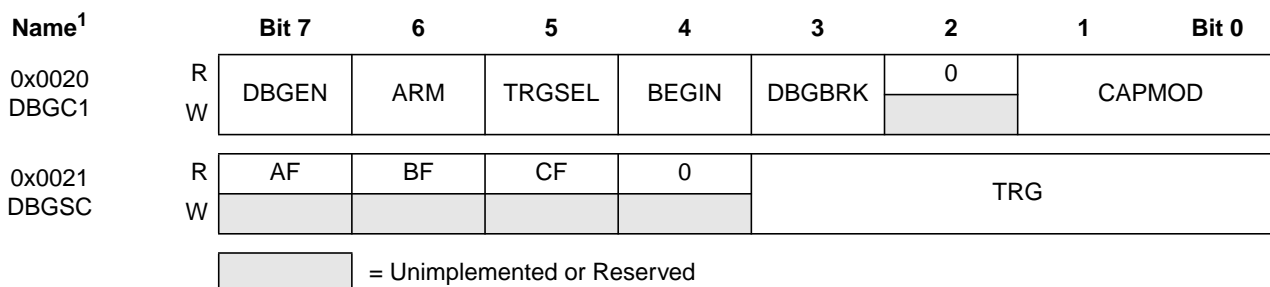 Name1 Bit 7 6 5 4 3 2 1 Bit 0
0x0020 DBGC1 R W DBGEN ARM TRGSEL BEGIN DBGBRK 0 CAPMOD
0x0021 DBGSC R W AF BF CF 0 TRG
= Unimplemented or Reserved